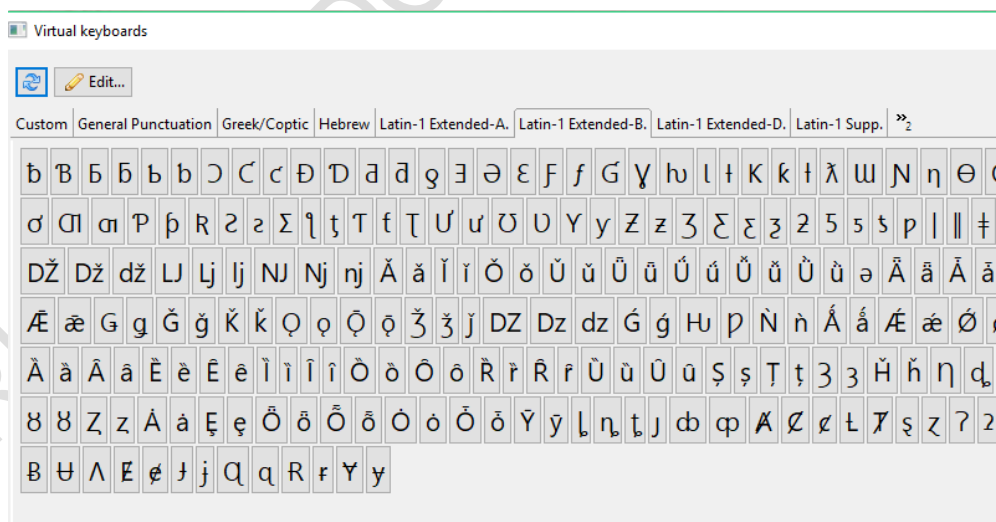 Virtual keyboards
Edit...
Custom General Punctuation Greek/Coptic Hebrew Latin-1 Extended-A. Latin-1 Extended-B. Latin-1 Extended-D. Latin-1 Supp. »2
ƀ Ɓ Ƃ ƃ Ƅ ƅ Ɔ Ƈ ƈ Ɖ Ɗ Ƌ ƌ ƍ Ǝ Ə Ɛ Ƒ ƒ Ɠ Ɣ ƕ Ɩ Ɨ Ƙ ƙ ƚ ƛ Ɯ Ɲ ƞ Ɵ
ơ Ƣ ƣ Ƥ ƥ Ʀ Ƨ ƨ Ʃ ƪ ƫ Ƭ ƭ Ʈ Ư ư Ʊ Ʋ Ƴ ƴ Ƶ ƶ Ʒ Ƹ ƹ ƺ ƻ Ƽ ƽ ƾ ƿ ǀ ǁ ǂ
Ǆ ǅ ǆ Ǉ ǈ ǉ Ǌ ǋ ǌ Ǎ ǎ Ǐ ǐ Ǒ ǒ Ǔ ǔ Ǖ ǖ Ǘ ǘ Ǚ ǚ Ǜ ǜ ǝ Ǟ ǟ Ǡ ǡ
Ǣ ǣ Ǥ ǥ Ǧ ǧ Ǩ ǩ Ǫ ǫ Ǭ ǭ Ǯ ǯ ǰ Ǳ ǲ ǳ Ǵ ǵ Ƕ Ƿ Ǹ ǹ Ǻ ǻ Ǽ ǽ Ǿ
Ȁ ȁ Ȃ ȃ Ȅ ȅ Ȇ ȇ Ȉ ȉ Ȋ ȋ Ȍ ȍ Ȏ ȏ Ȑ ȑ Ȓ ȓ Ȕ ȕ Ȗ ȗ Ș ș Ț ț Ȝ ȝ Ȟ ȟ Ƞ ȡ
Ȣ ȣ Ȥ ȥ Ȧ ȧ Ȩ ȩ Ȫ ȫ Ȭ ȭ Ȯ ȯ Ȱ ȱ Ȳ ȳ ȴ ȵ ȶ ȷ ȸ ȹ Ⱥ Ȼ ȼ Ƚ Ⱦ ȿ ɀ Ɂ ɂ
Ƀ Ʉ Ʌ Ɇ ɇ Ɉ ɉ Ɋ ɋ Ɍ ɍ Ɏ ɏ